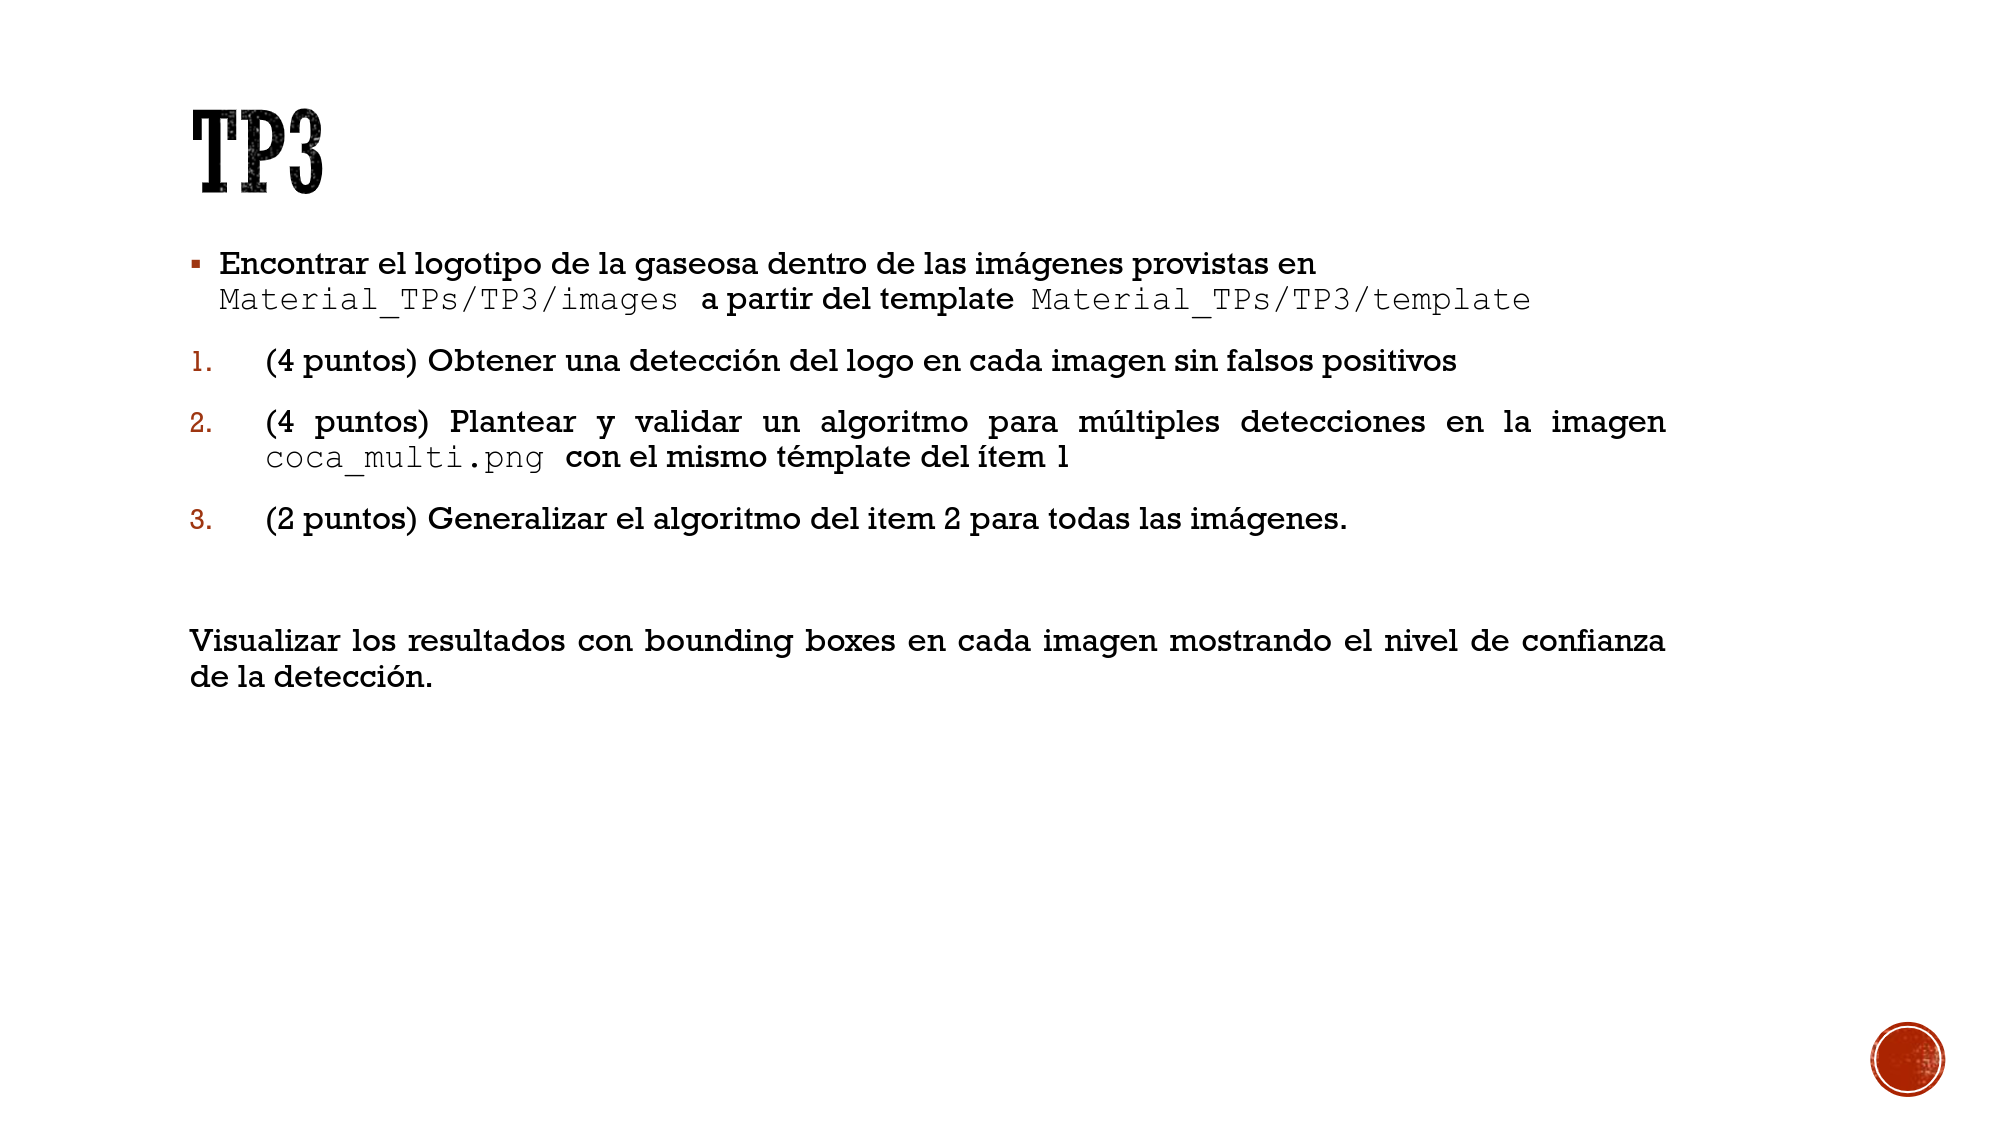 TP3
▪ Encontrar el logotipo de la gaseosa dentro de las imágenes provistas en
Material_TPs/TP3/images a partir del template Material_TPs/TP3/template
1. (4 puntos) Obtener una detección del logo en cada imagen sin falsos positivos
2. (4 puntos) Plantear y validar un algoritmo para múltiples detecciones en la imagen
coca_multi.png con el mismo témplate del ítem 1
3. (2 puntos) Generalizar el algoritmo del item 2 para todas las imágenes.
Visualizar los resultados con bounding boxes en cada imagen mostrando el nivel de confianza
de la detección.